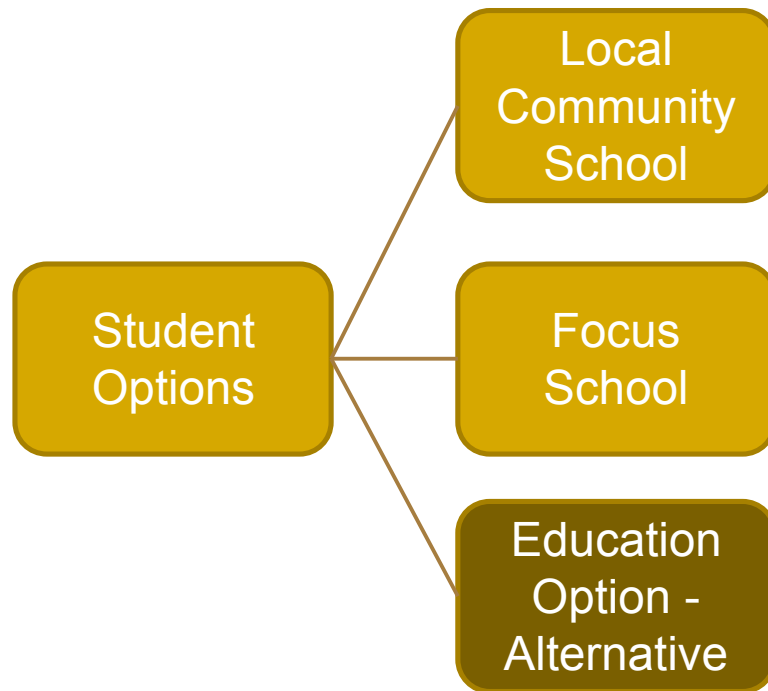 Local
Community
School
Student
Options
Focus
School
Education
Option -
Alternative